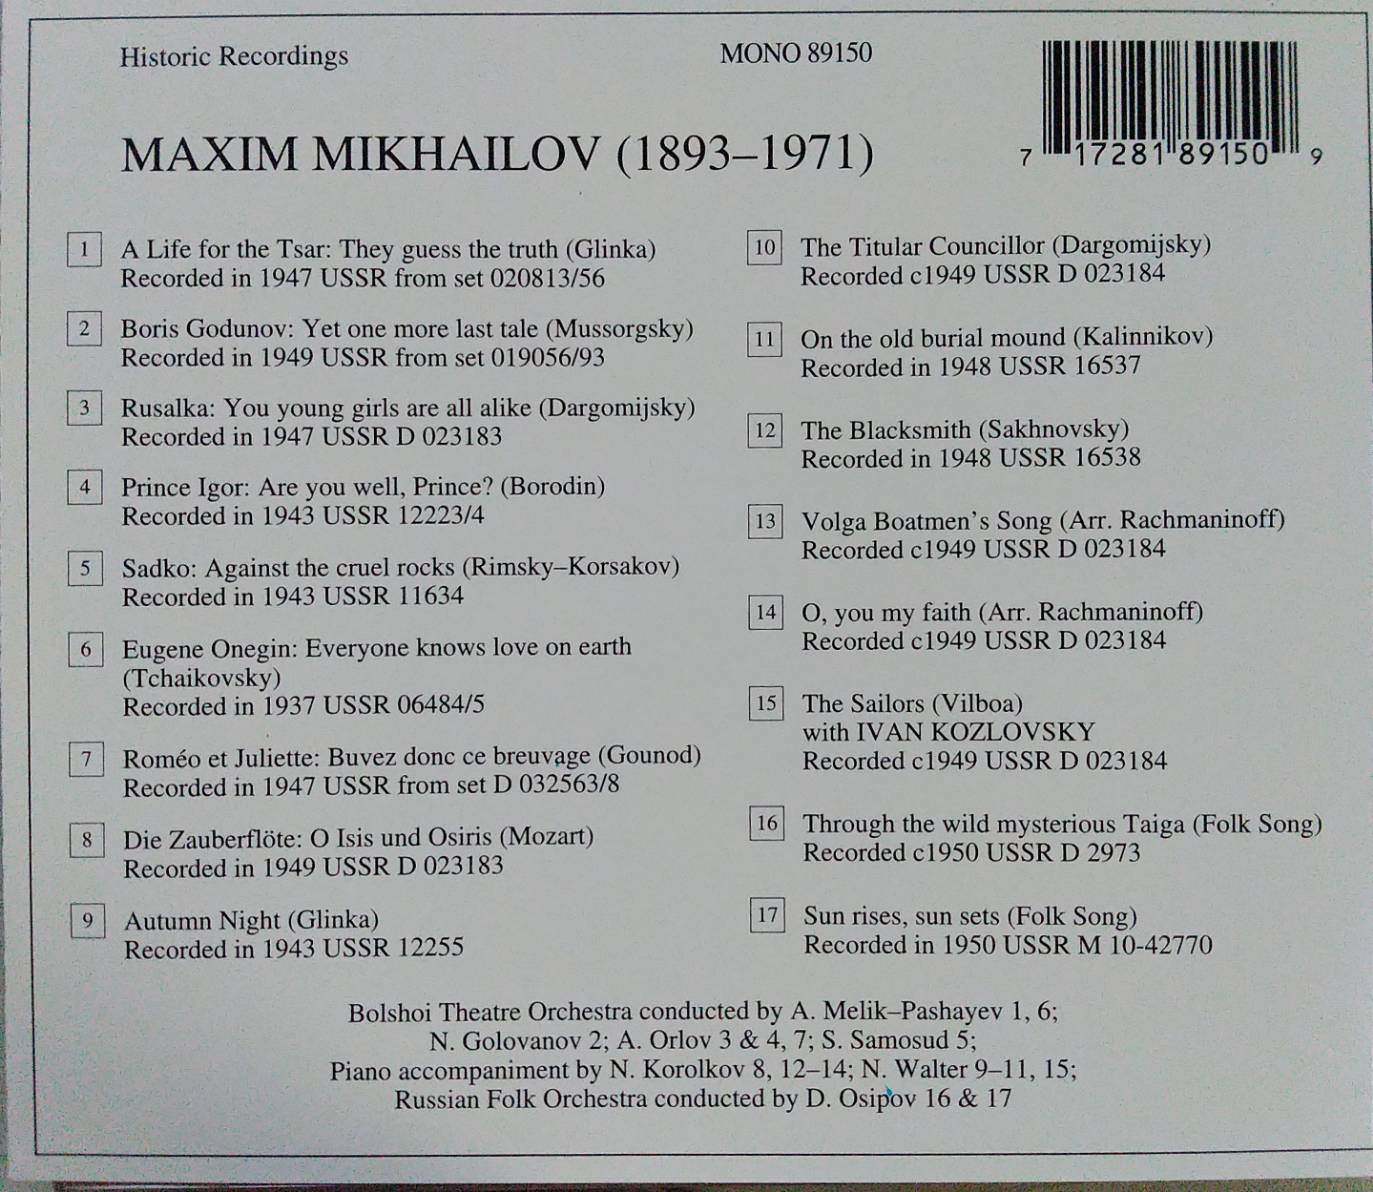 Historic Recordings
MONO 89150
7 17281 89150 9
MAXIM MIKHAILOV (1893–1971)
1 A Life for the Tsar: They guess the truth (Glinka)
Recorded in 1947 USSR from set 020813/56
2 Boris Godunov: Yet one more last tale (Mussorgsky)
Recorded in 1949 USSR from set 019056/93
3 Rusalka: You young girls are all alike (Dargomijsky)
Recorded in 1947 USSR D 023183
4 Prince Igor: Are you well, Prince? (Borodin)
Recorded in 1943 USSR 12223/4
5 Sadko: Against the cruel rocks (Rimsky–Korsakov)
Recorded in 1943 USSR 11634
6 Eugene Onegin: Everyone knows love on earth
(Tchaikovsky)
Recorded in 1937 USSR 06484/5
7 Roméo et Juliette: Buvez donc ce breuvage (Gounod)
Recorded in 1947 USSR from set D 032563/8
8 Die Zauberflöte: O Isis und Osiris (Mozart)
Recorded in 1949 USSR D 023183
9 Autumn Night (Glinka)
Recorded in 1943 USSR 12255
10 The Titular Councillor (Dargomijsky)
Recorded c1949 USSR D 023184
11 On the old burial mound (Kalinnikov)
Recorded in 1948 USSR 16537
12 The Blacksmith (Sakhnovsky)
Recorded in 1948 USSR 16538
13 Volga Boatmen's Song (Arr. Rachmaninoff)
Recorded c1949 USSR D 023184
14 O, you my faith (Arr. Rachmaninoff)
Recorded c1949 USSR D 023184
15 The Sailors (Vilboa)
with IVAN KOZLOVSKY
Recorded c1949 USSR D 023184
16 Through the wild mysterious Taiga (Folk Song)
Recorded c1950 USSR D 2973
17 Sun rises, sun sets (Folk Song)
Recorded in 1950 USSR M 10-42770
Bolshoi Theatre Orchestra conducted by A. Melik–Pashayev 1, 6;
N. Golovanov 2; A. Orlov 3 & 4, 7; S. Samosud 5;
Piano accompaniment by N. Korolkov 8, 12–14; N. Walter 9–11, 15;
Russian Folk Orchestra conducted by D. Osipov 16 & 17